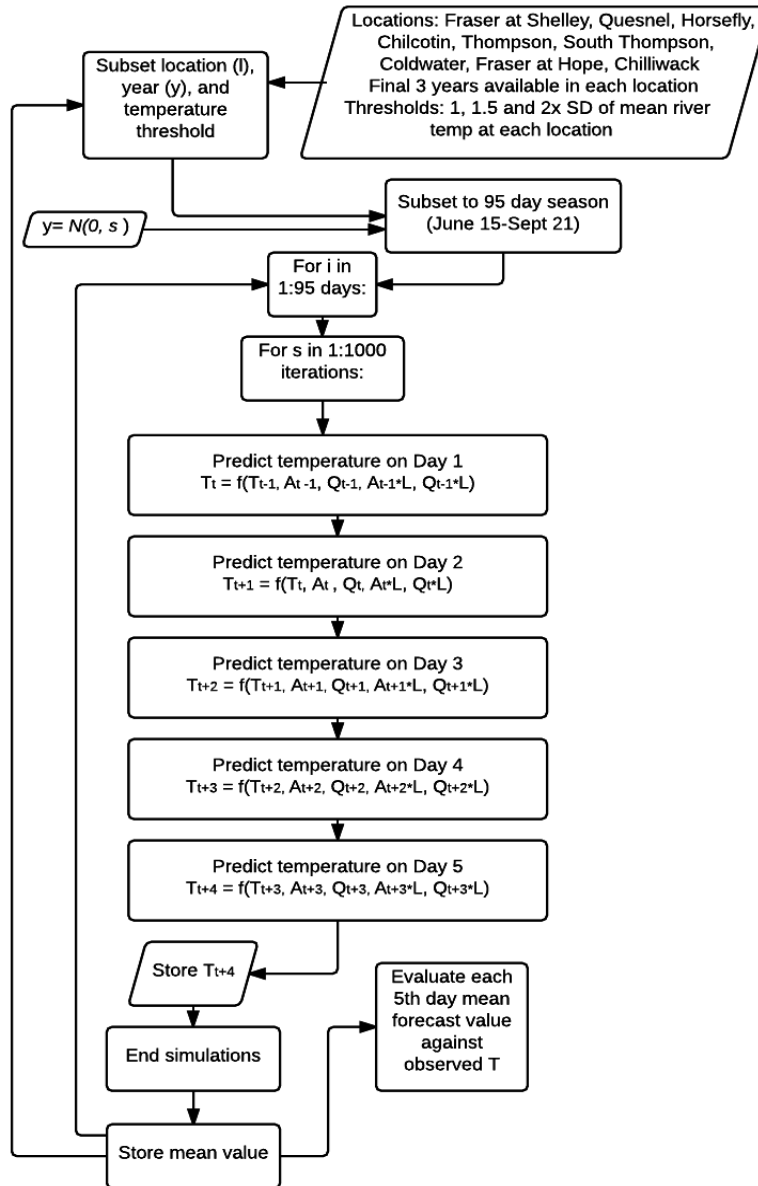 Locations: Fraser at Shelley, Quesnel, Horsefly,
Chilcotin, Thompson, South Thompson,
Coldwater, Fraser at Hope, Chilliwack
Final 3 years available in each location
Thresholds: 1, 1.5 and 2x SD of mean river
temp at each location
Subset location (l),
year (y), and
temperature
threshold
Subset to 95 day season
(June 15-Sept 21)
y= N(0, s )
For i in
1:95 days:
For s in 1:1000
iterations:
Predict temperature on Day 1
Tt = f(Tt-1, At -1, Qt-1, At-1*L, Qt-1*L)
Predict temperature on Day 2
Tt+1 = f(Tt, At , Qt, At*L, Qt*L)
Predict temperature on Day 3
Tt+2 = f(Tt+1, At+1, Qt+1, At+1*L, Qt+1*L)
Predict temperature on Day 4
Tt+3 = f(Tt+2, At+2, Qt+2, At+2*L, Qt+2*L)
Predict temperature on Day 5
Tt+4 = f(Tt+3, At+3, Qt+3, At+3*L, Qt+3*L)
Store Tt+4
End simulations
Store mean value
Evaluate each
5th day mean
forecast value
against
observed T